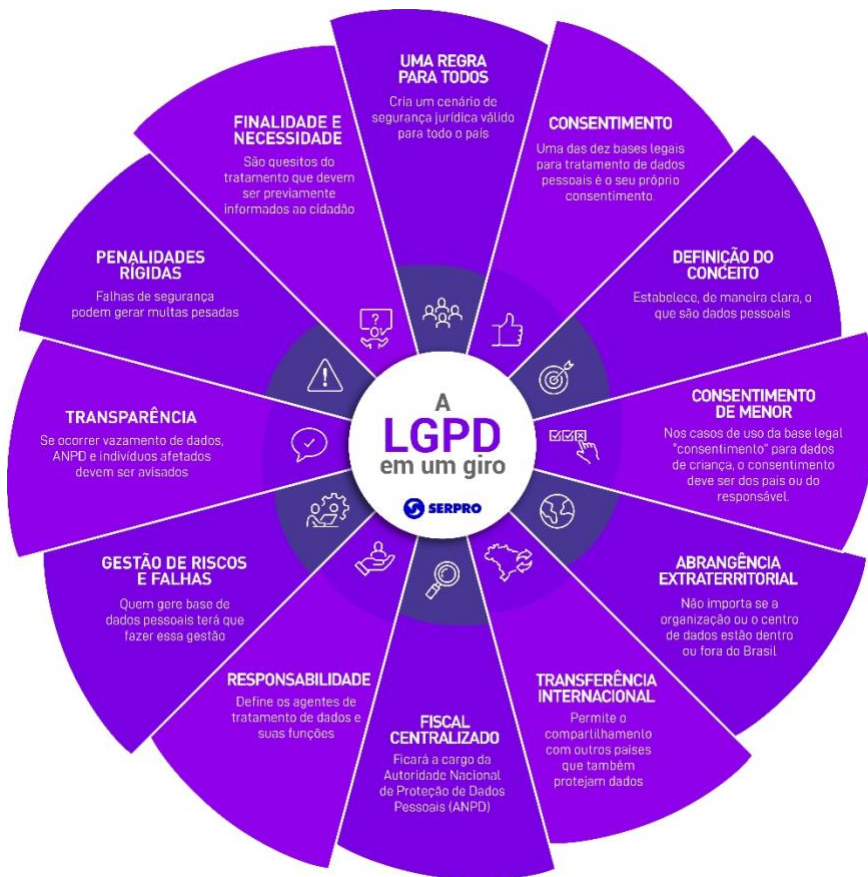 UMA REGRA
PARA TODOS
Cria um cenário de
segurança jurídica válido
para todo o país
CONSENTIMENTO
Uma das dez bases legais
para tratamento de dados
pessoais é o seu próprio
consentimento.
DEFINIÇÃO DO
CONCEITO
Estabelece, de maneira clara, o
que são dados pessoais
CONSENTIMENTO
DE MENOR
Nos casos de uso da base legal
"consentimento" para dados
de criança, o consentimento
deve ser dos pais ou do
responsável.
ABRANGÊNCIA
EXTRATERRITORIAL
Não importa se a
organização ou o centro
de dados estão dentro
ou fora do Brasil
TRANSFERÊNCIA
INTERNACIONAL
Permite o
compartilhamento
com outros países
que também
protejam dados
FISCAL
CENTRALIZADO
Ficará a cargo da
Autoridade Nacional
de Proteção de Dados
Pessoais (ANPD)
RESPONSABILIDADE
Define os agentes de
tratamento de dados e
suas funções
GESTÃO DE RISCOS
E FALHAS
Quem gere base de
dados pessoais terá que
fazer essa gestão
TRANSPARÊNCIA
Se ocorrer vazamento de dados,
ANPD e indivíduos afetados
devem ser avisados
PENALIDADES
RÍGIDAS
Falhas de segurança
podem gerar multas pesadas
FINALIDADE E
NECESSIDADE
São quesitos do
tratamento que devem
ser previamente
informados ao cidadão
?
A
LGPD
em um giro
SERPRO